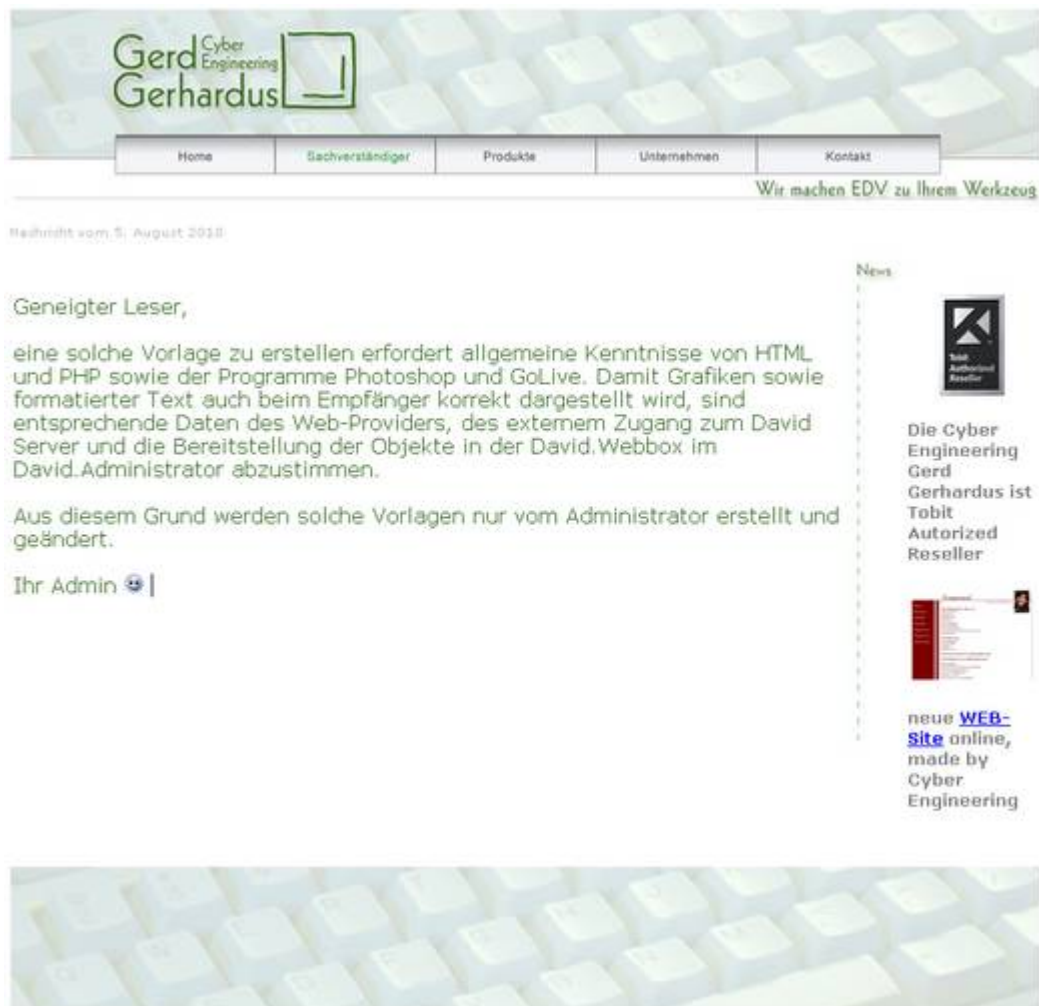 Gerd Cyber
Engineering
Gerhardus
Home Sachverständiger Produkte Unternehmen Kontakt
Wir machen EDV zu Ihrem Werkzeug
Nachricht vom 5. August 2010
Geneigter Leser,
eine solche Vorlage zu erstellen erfordert allgemeine Kenntnisse von HTML
und PHP sowie der Programme Photoshop und GoLive. Damit Grafiken sowie
formatierter Text auch beim Empfänger korrekt dargestellt wird, sind
entsprechende Daten des Web-Providers, des externem Zugang zum David
Server und die Bereitstellung der Objekte in der David.Webbox im
David.Administrator abzustimmen.
Aus diesem Grund werden solche Vorlagen nur vom Administrator erstellt und
geändert.
Ihr Admin
News
Tobit
Authorized
Reseller
Die Cyber
Engineering
Gerd
Gerhardus ist
Tobit
Autorized
Reseller
neue WEB-
Site online,
made by
Cyber
Engineering